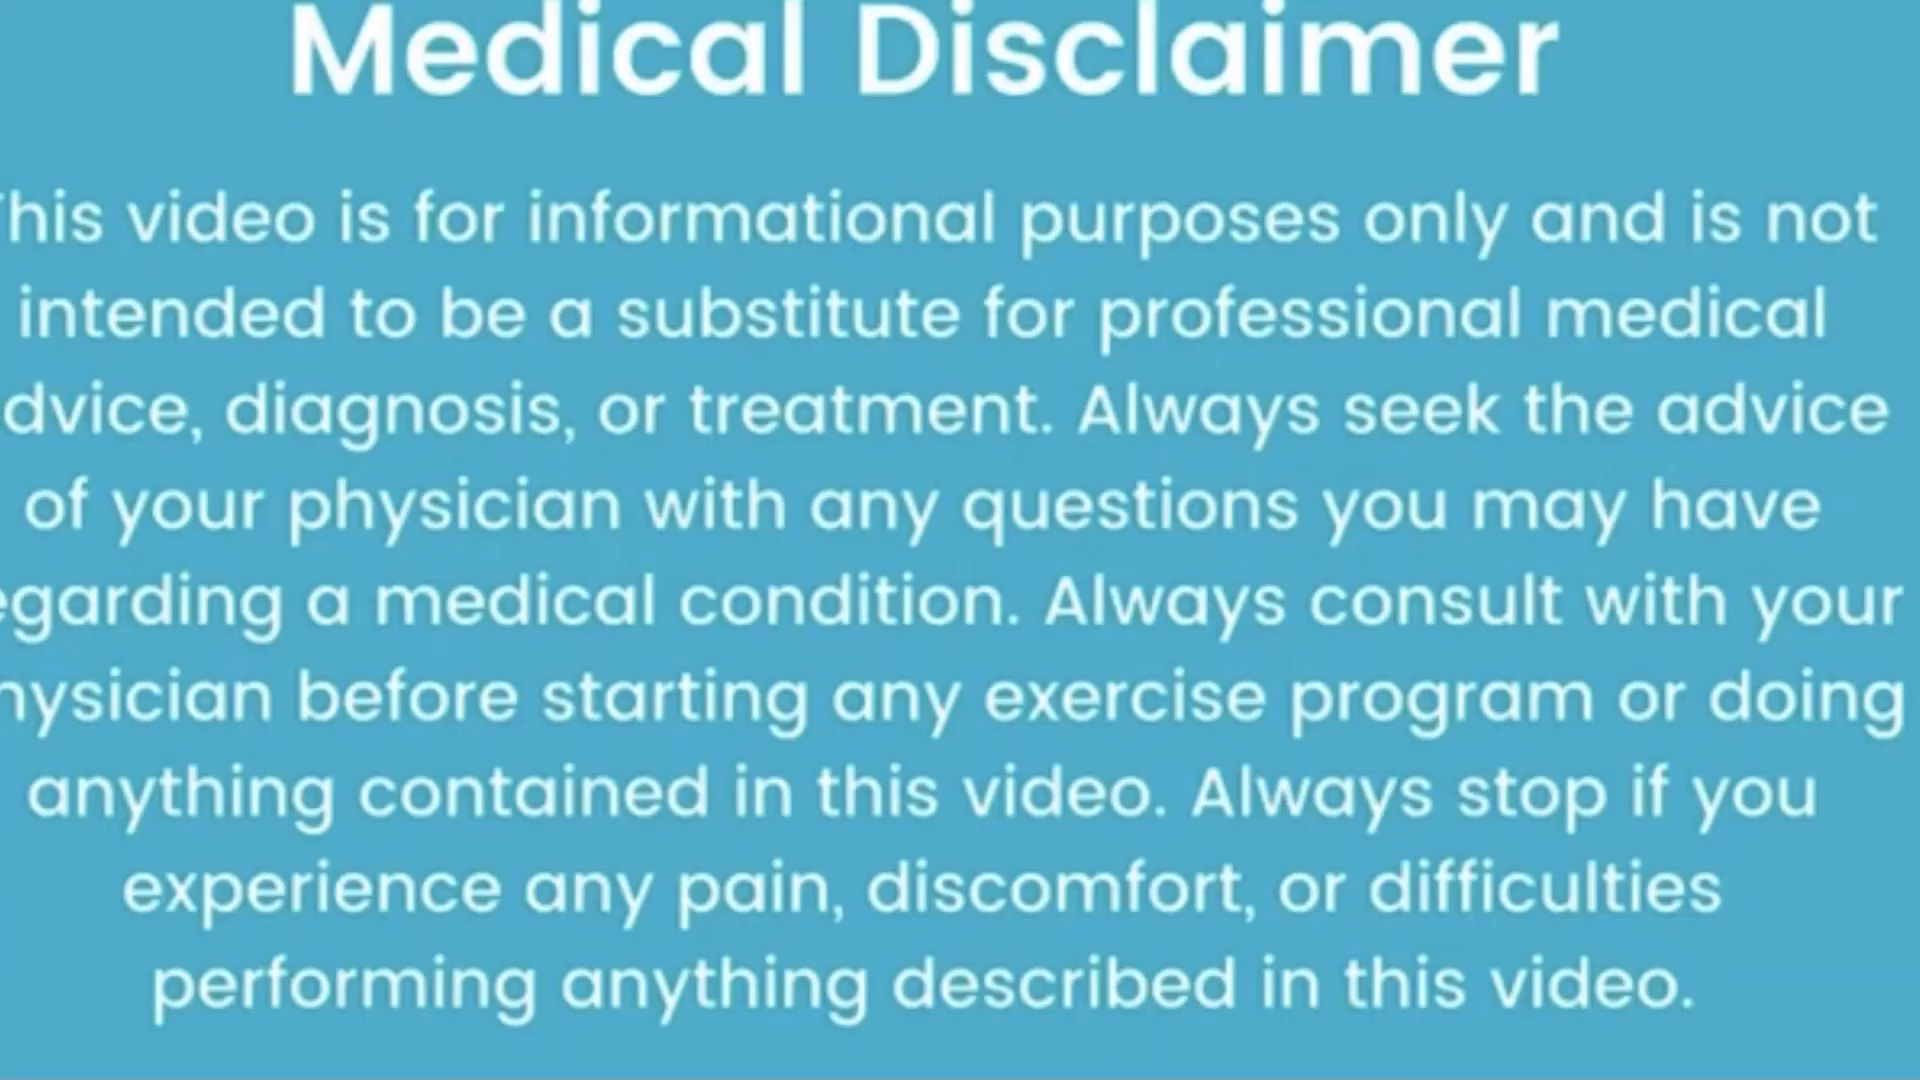 Medical Disclaimer
This video is for informational purposes only and is not
intended to be a substitute for professional medical
dvice, diagnosis, or treatment. Always seek the advice
of your physician with any questions you may have
egarding a medical condition. Always consult with your
hysician before starting any exercise program or doing
anything contained in this video. Always stop if you
experience any pain, discomfort, or difficulties
performing anything described in this video.